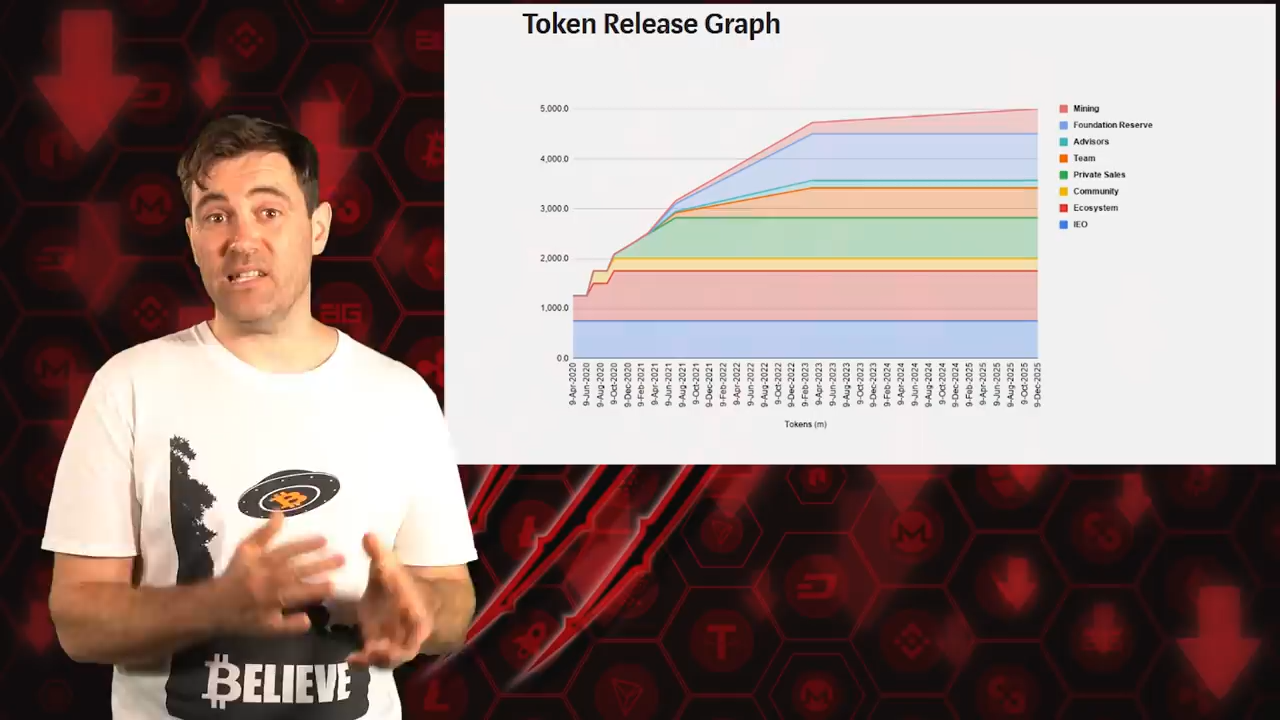 Token Release Graph
5,000.0
4,000.0
3,000.0
2,000.0
1,000.0
0.0
Mining
Foundation Reserve
Advisors
Team
Private Sales
Community
Ecosystem
IEO
9-Apr-2020
9-Jun-2020
9-Aug-2020
9-Oct-2020
9-Dec-2020
9-Feb-2021
9-Apr-2021
9-Jun-2021
9-Aug-2021
9-Oct-2021
9-Dec-2021
9-Feb-2022
9-Apr-2022
9-Jun-2022
9-Aug-2022
9-Oct-2022
9-Dec-2022
9-Feb-2023
9-Apr-2023
9-Jun-2023
9-Aug-2023
9-Oct-2023
9-Dec-2023
9-Feb-2024
9-Apr-2024
9-Jun-2024
9-Aug-2024
9-Oct-2024
9-Dec-2024
9-Feb-2025
9-Apr-2025
9-Jun-2025
9-Aug-2025
9-Oct-2025
9-Dec-2025
Tokens (m)
₿ELIEVE